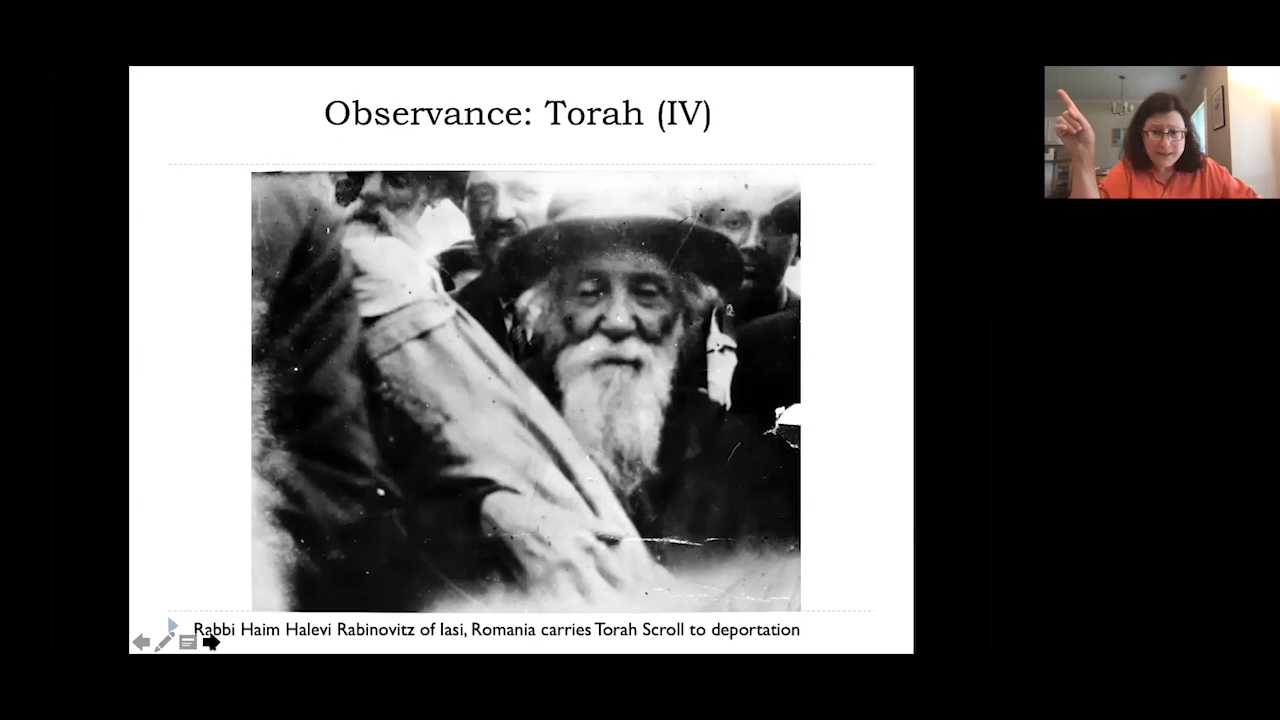 Observance: Torah (IV)
Rabbi Haim Halevi Rabinovitz of Iasi, Romania carries Torah Scroll to deportation